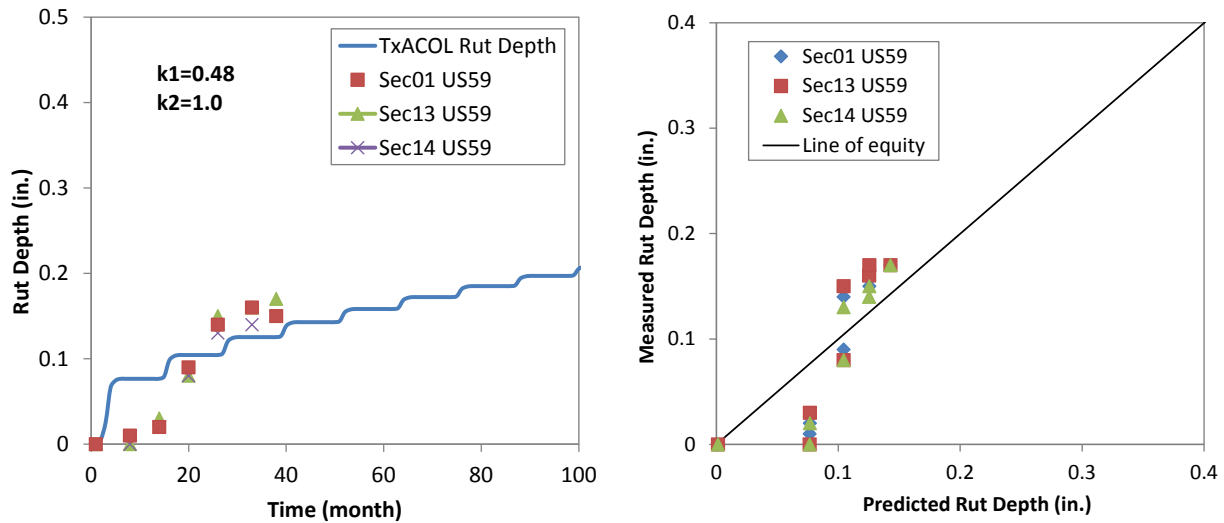 0.5
0.4
0.3
0.2
0.1
0
Rut Depth (in.)
k1=0.48
k2=1.0
TxACOL Rut Depth
Sec01 US59
Sec13 US59
Sec14 US59
0 20 40 60 80 100
Time (month)
0.4
0.3
0.2
0.1
0
Measured Rut Depth (in.)
Sec01 US59
Sec13 US59
Sec14 US59
Line of equity
0 0.1 0.2 0.3 0.4
Predicted Rut Depth (in.)